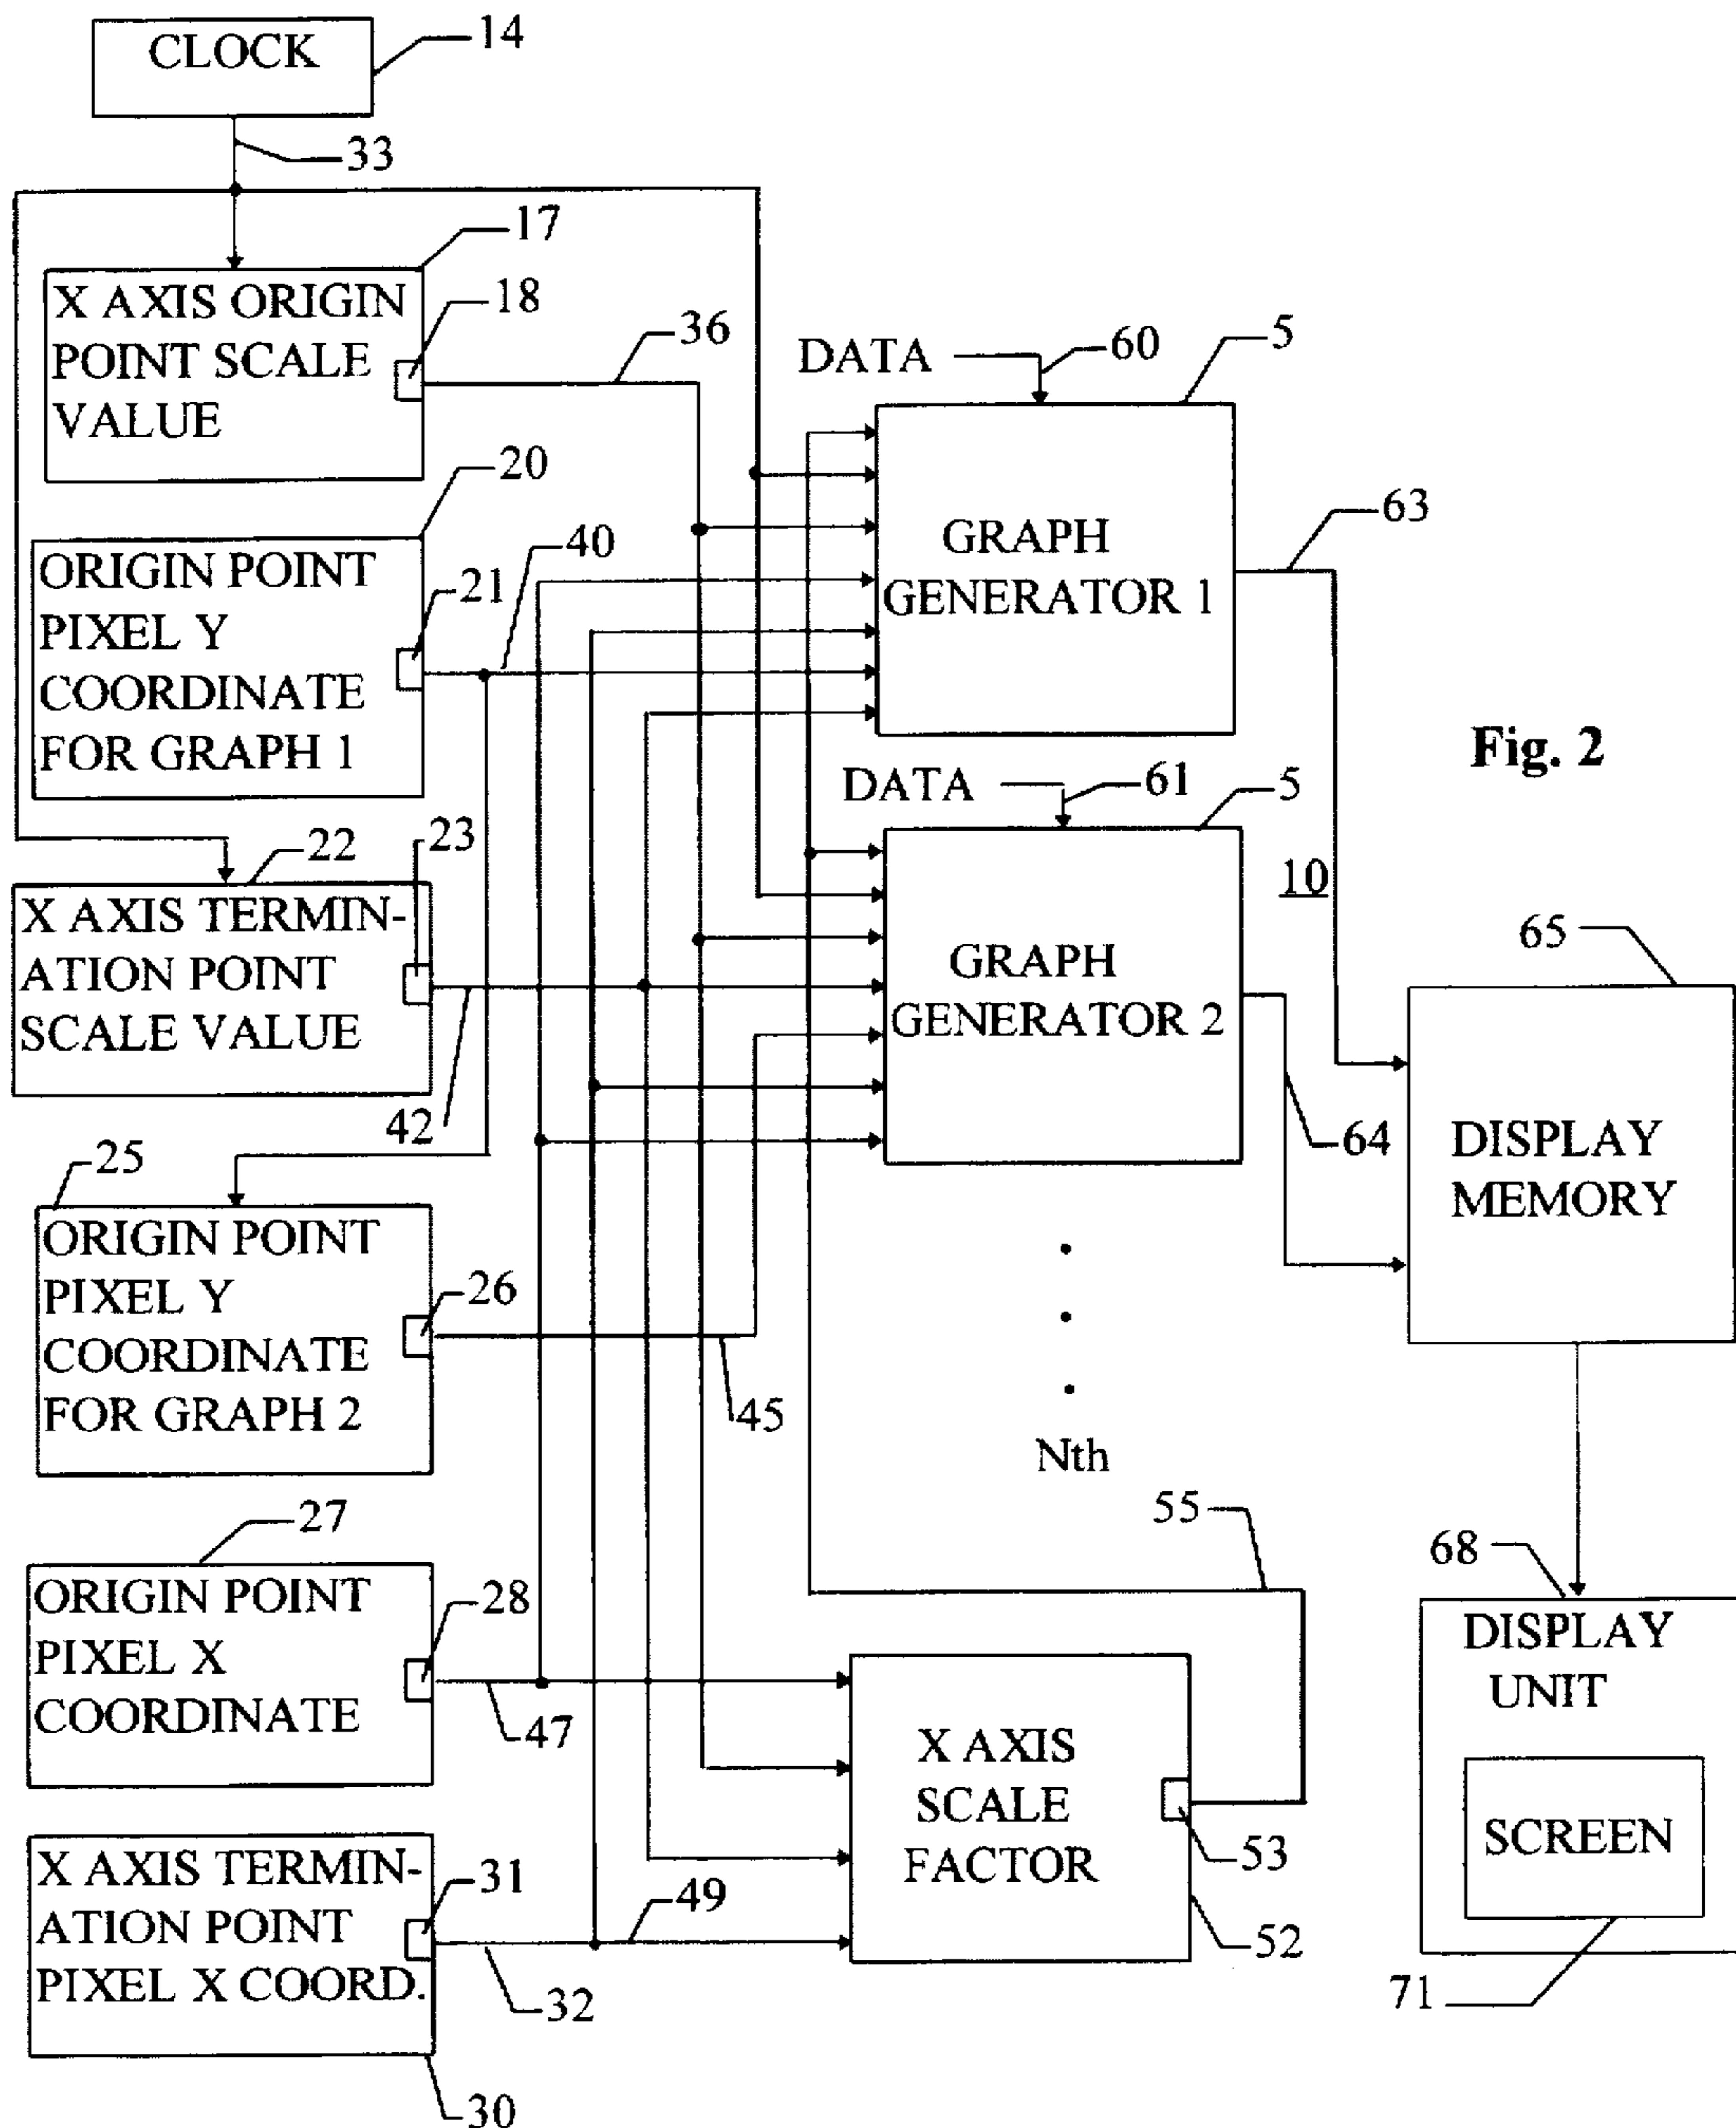 CLOCK
14
33
17
X AXIS ORIGIN
POINT SCALE
VALUE
18
36
20
ORIGIN POINT
PIXEL Y
COORDINATE
FOR GRAPH 1
21
40
22
X AXIS TERMIN-
ATION POINT
SCALE VALUE
23
42
25
ORIGIN POINT
PIXEL Y
COORDINATE
FOR GRAPH 2
26
45
27
ORIGIN POINT
PIXEL X
COORDINATE
28
47
X AXIS TERMIN-
ATION POINT
PIXEL X COORD.
31
32
49
30
DATA
60
5
GRAPH
GENERATOR 1
63
DATA
61
5
GRAPH
GENERATOR 2
10
64
Nth
55
X AXIS
SCALE
FACTOR
53
52
Fig. 2
65
DISPLAY
MEMORY
68
DISPLAY
UNIT
SCREEN
71